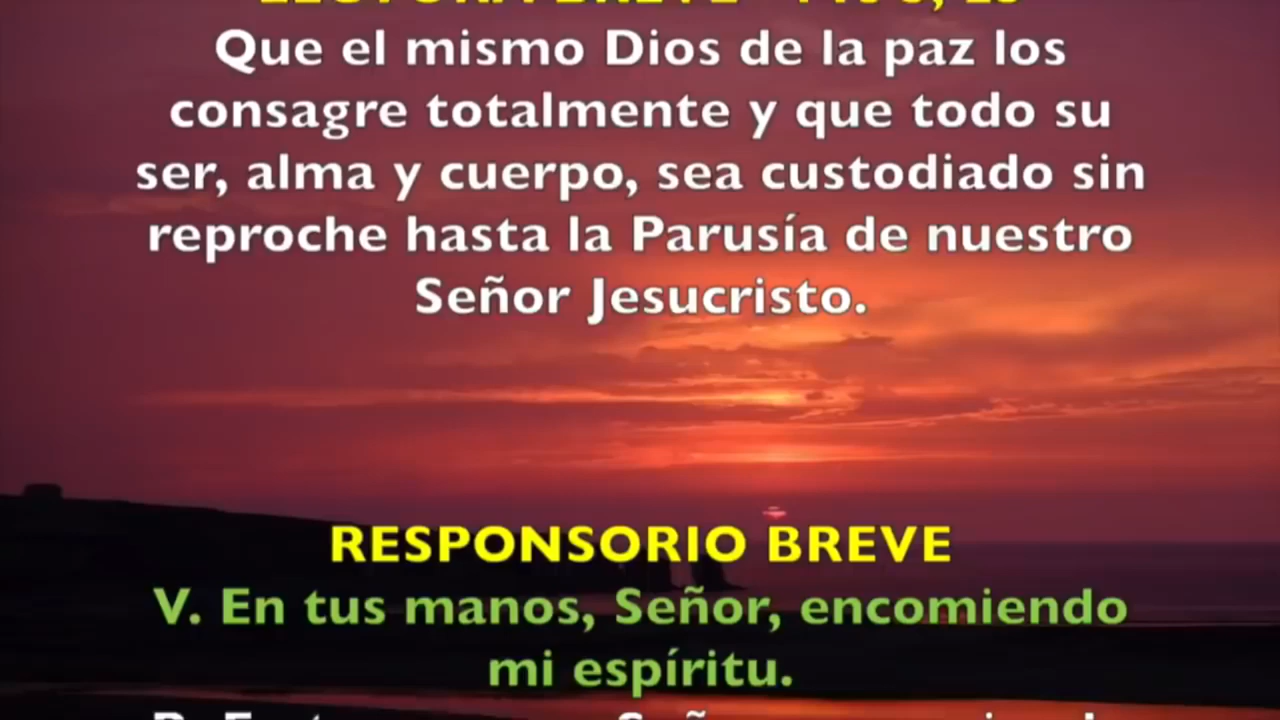 Que el mismo Dios de la paz los
consagre totalmente y que todo su
ser, alma y cuerpo, sea custodiado sin
reproche hasta la Parusía de nuestro
Señor Jesucristo.
RESPONSORIO BREVE
V. En tus manos, Señor, encomiendo
mi espíritu.